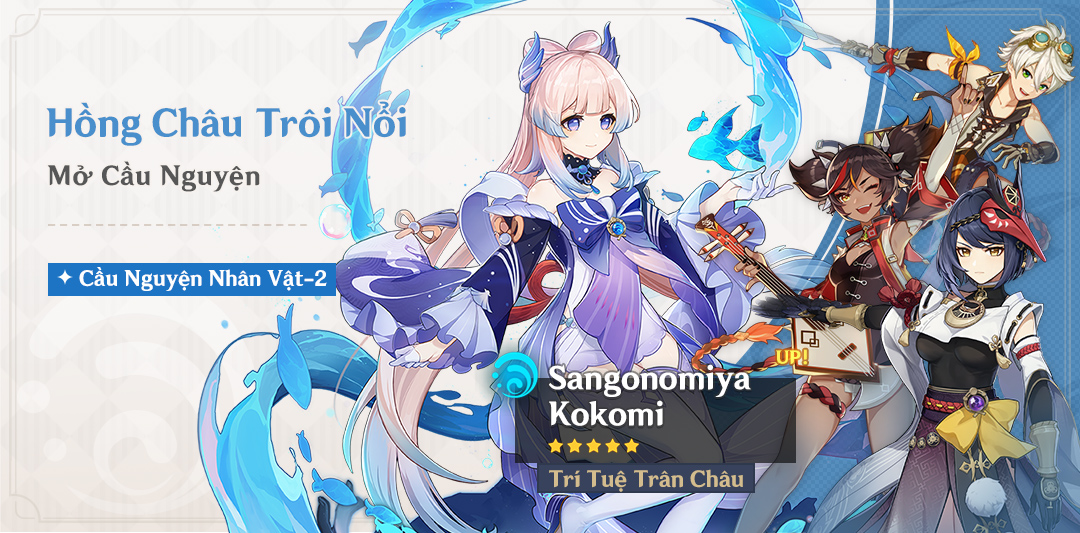 Hồng Châu Trôi Nổi
Mở Cầu Nguyện
✦ Cầu Nguyện Nhân Vật-2
UP!
Sangonomiya
Kokomi
★★★★★
Trí Tuệ Trân Châu